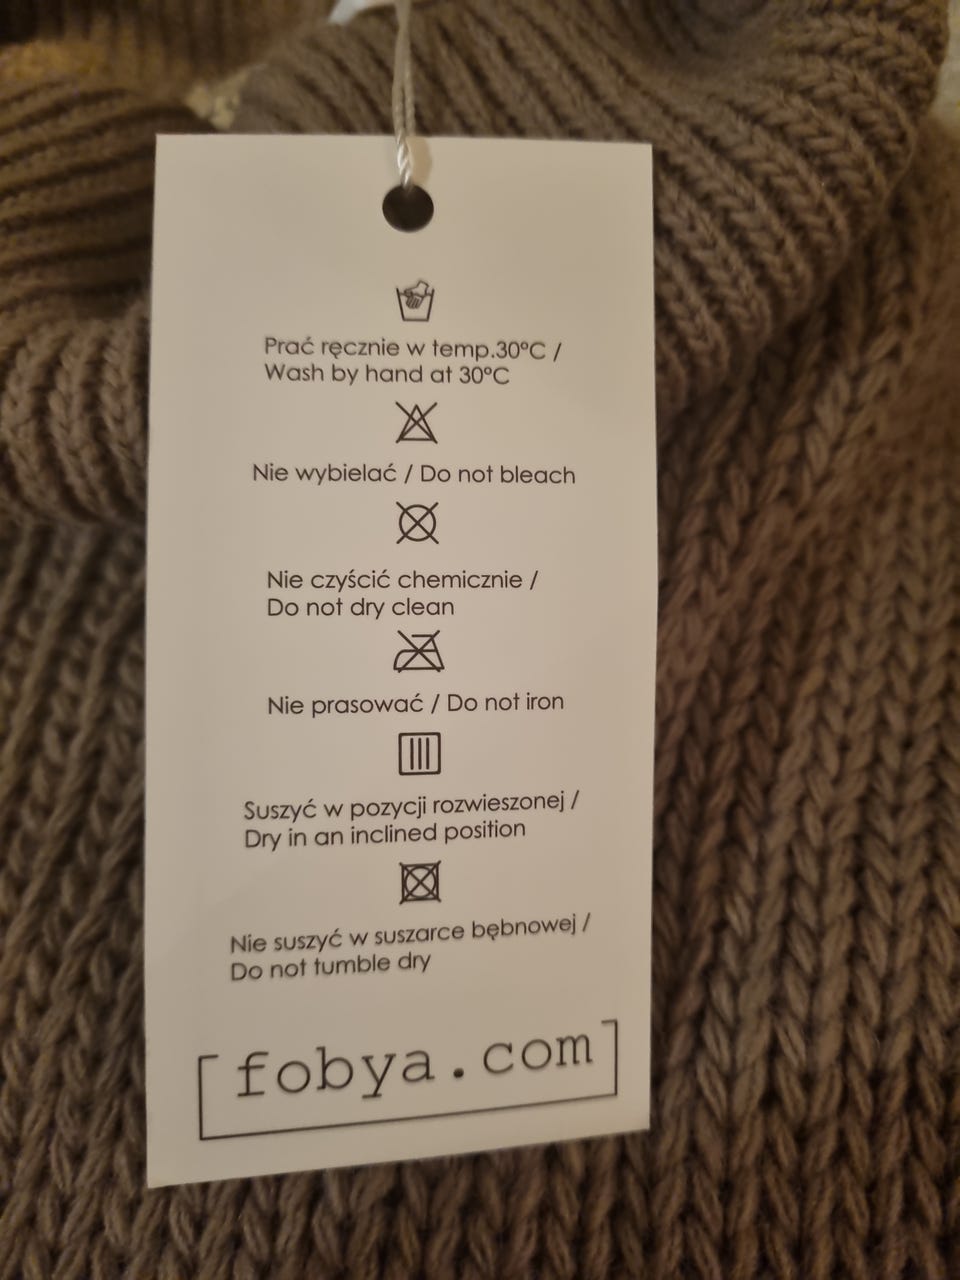 Prać ręcznie w temp.30°C /
Wash by hand at 30°C
Nie wybielać / Do not bleach
Nie czyścić chemicznie /
Do not dry clean
Nie prasować / Do not iron
Suszyć w pozycji rozwieszonej /
Dry in an inclined position
Nie suszyć w suszarce bębnowej /
Do not tumble dry
[fobya.com]